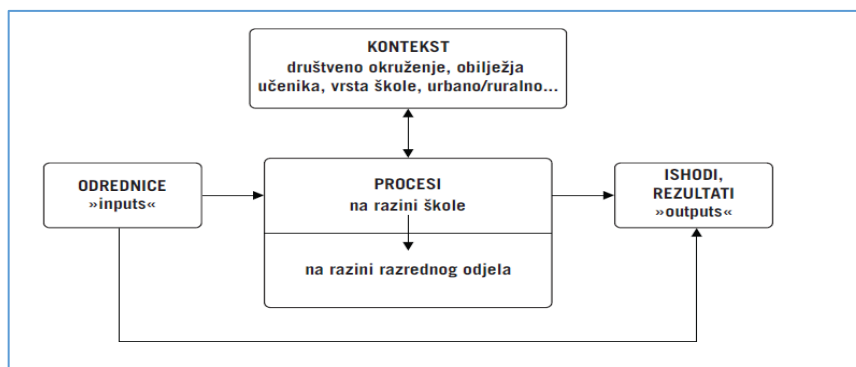 KONTEKST
društveno okruženje, obilježja
učenika, vrsta škole, urbano/ruralno...
ODREDNICE
»inputs«
PROCESI
na razini škole
na razini razrednog odjela
ISHODI,
REZULTATI
»outputs«